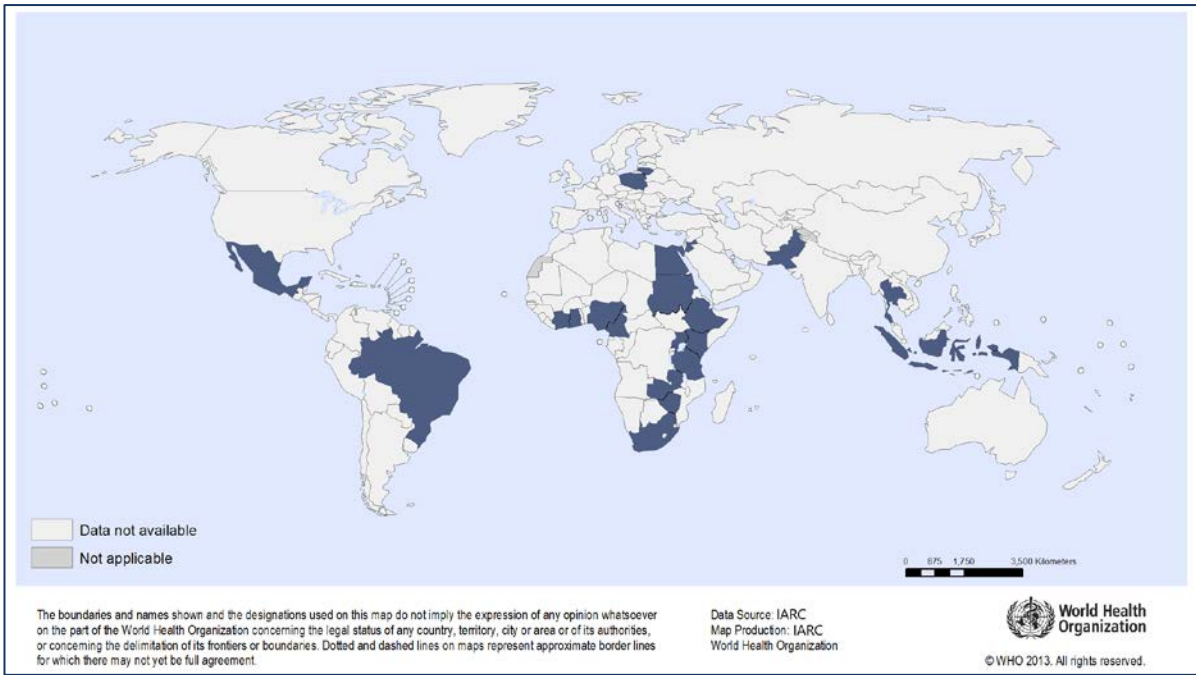 Data not available
Not applicable
0 875 1,750 3,500 Kilometers
The boundaries and names shown and the designations used on this map do not imply the expression of any opinion whatsoever
on the part of the World Health Organization concerning the legal status of any country, territory, city or area or of its authorities,
or concerning the delimitation of its frontiers or boundaries. Dotted and dashed lines on maps represent approximate border lines
for which there may not yet be full agreement.
Data Source: IARC
Map Production: IARC
World Health Organization
World Health
Organization
© WHO 2013. All rights reserved.